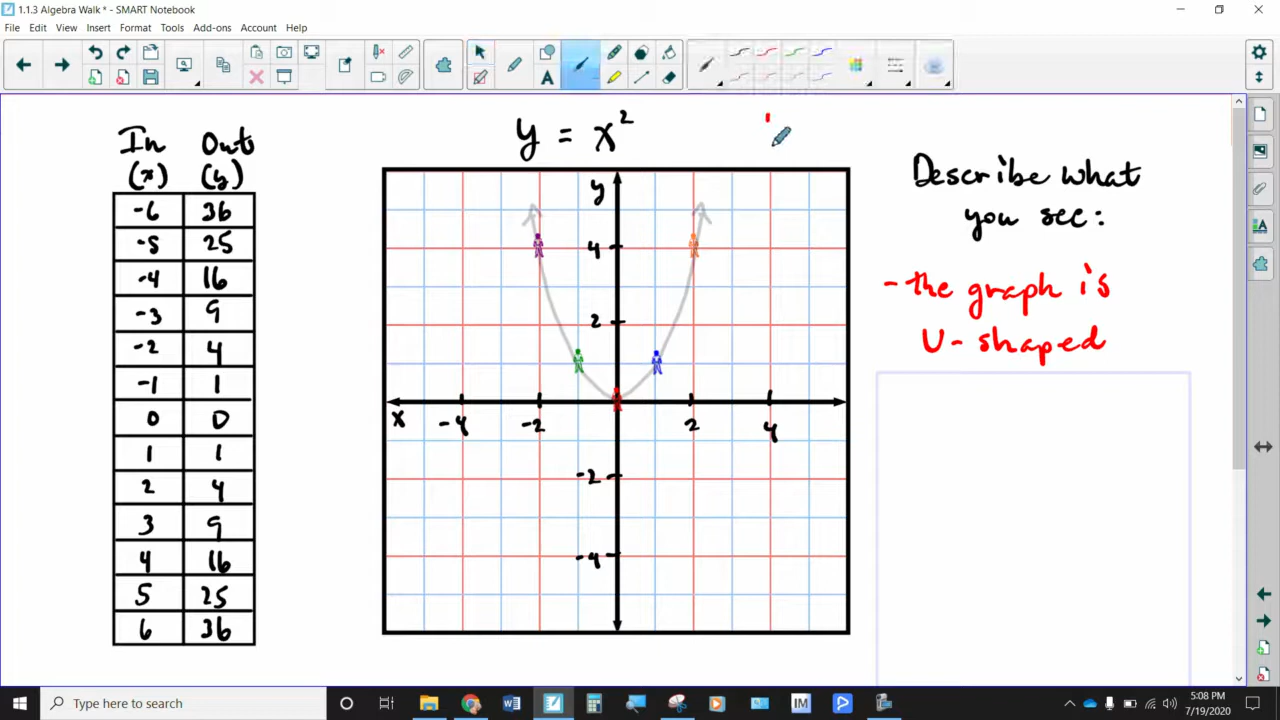 1.1.3 Algebra Walk * - SMART Notebook
File Edit View Insert Format Tools Add-ons Account Help
y = x²
In Out
(x) (y)
-6 36
-5 25
-4 16
-3 9
-2 4
-1 1
0 0
1 1
2 4
3 9
4 16
5 25
6 36
y
4
2
x -4 -2 2 4
-2
-4
Describe what
you see:
- the graph is
U-shaped
Type here to search
IM
5:08 PM
7/19/2020